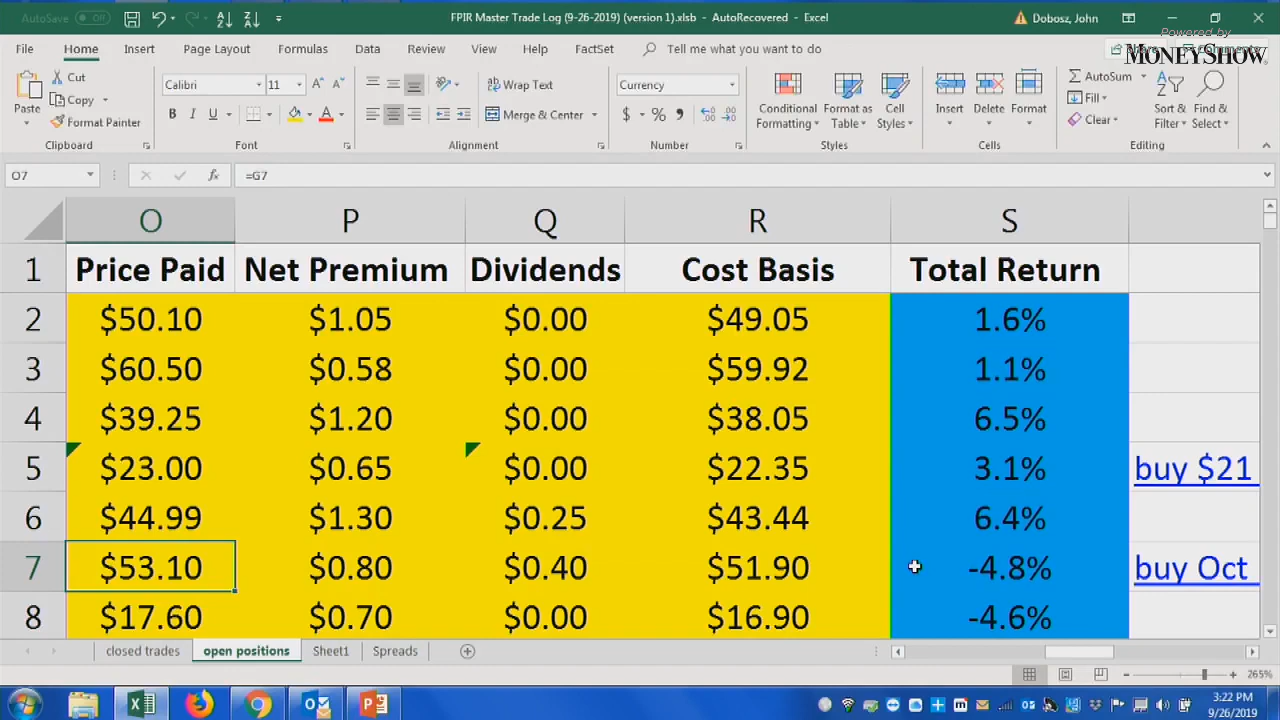 AutoSave Off
FPIR Master Trade Log (9-26-2019) (version 1).xlsb - AutoRecovered - Excel
Dobosz, John
Powered by
MONEYSHOW
File Home Insert Page Layout Formulas Data Review View Help FactSet Tell me what you want to do Share Comments
Paste
Cut
Copy
Format Painter
Clipboard
Calibri 11
B I U
Font
Wrap Text
Merge & Center
Alignment
Currency
$ % ,
Number
Conditional Formatting
Format as Table
Cell Styles
Styles
Insert Delete Format
Cells
AutoSum
Fill
Clear
Sort & Filter
Find & Select
Editing
O7 fx =G7
O P Q R S
1 Price Paid Net Premium Dividends Cost Basis Total Return
2 $50.10 $1.05 $0.00 $49.05 1.6%
3 $60.50 $0.58 $0.00 $59.92 1.1%
4 $39.25 $1.20 $0.00 $38.05 6.5%
5 $23.00 $0.65 $0.00 $22.35 3.1% buy $21
6 $44.99 $1.30 $0.25 $43.44 6.4%
7 $53.10 $0.80 $0.40 $51.90 -4.8% buy Oct
8 $17.60 $0.70 $0.00 $16.90 -4.6%
closed trades open positions Sheet1 Spreads
265%
3:22 PM
9/26/2019